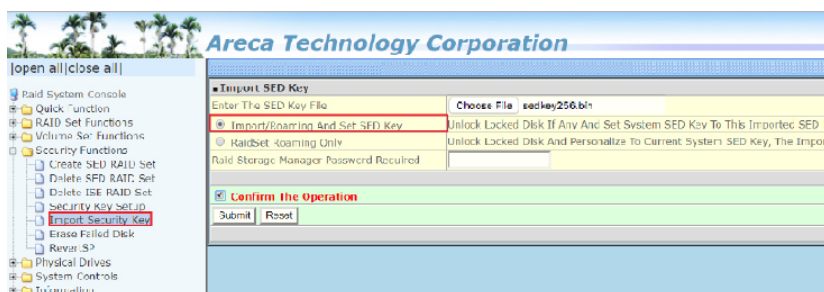 Areca Technology Corporation
|open all|close all|
Raid System Console
Quick Function
RAID Set Functions
Volume Set Functions
Security Functions
Create SED RAID Set
Delete SED RAID Set
Delete ISE RAID Set
Security Key Setup
Import Security Key
Erase Failed Disk
RevertSP
Physical Drives
System Controls
Information
Import SED Key
Enter The SED Key File Choose File sedkey256.bin
Import/Roaming And Set SED Key Unlock Locked Disk If Any And Set System SED Key To This Imported SED
RaidSet Roaming Only Unlock Locked Disk And Personalize To Current System SED Key, The Impor
Raid Storage Manager Password Required
Confirm The Operation
Submit Reset